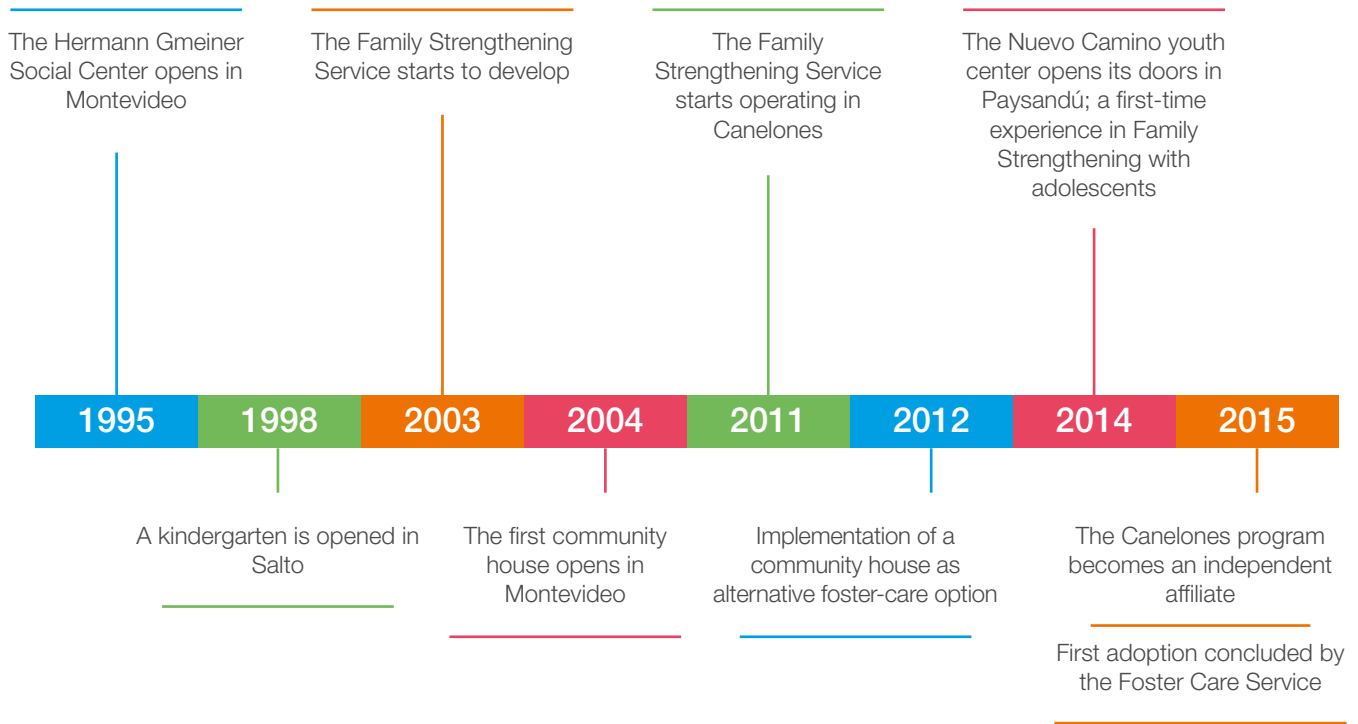 The Hermann Gmeiner
Social Center opens in
Montevideo
The Family Strengthening
Service starts to develop
The Family
Strengthening Service
starts operating in
Canelones
The Nuevo Camino youth
center opens its doors in
Paysandú; a first-time
experience in Family
Strengthening with
adolescents
1995
1998
2003
2004
2011
2012
2014
2015
A kindergarten is opened in
Salto
The first community
house opens in
Montevideo
Implementation of a
community house as
alternative foster-care option
The Canelones program
becomes an independent
affiliate
First adoption concluded by
the Foster Care Service